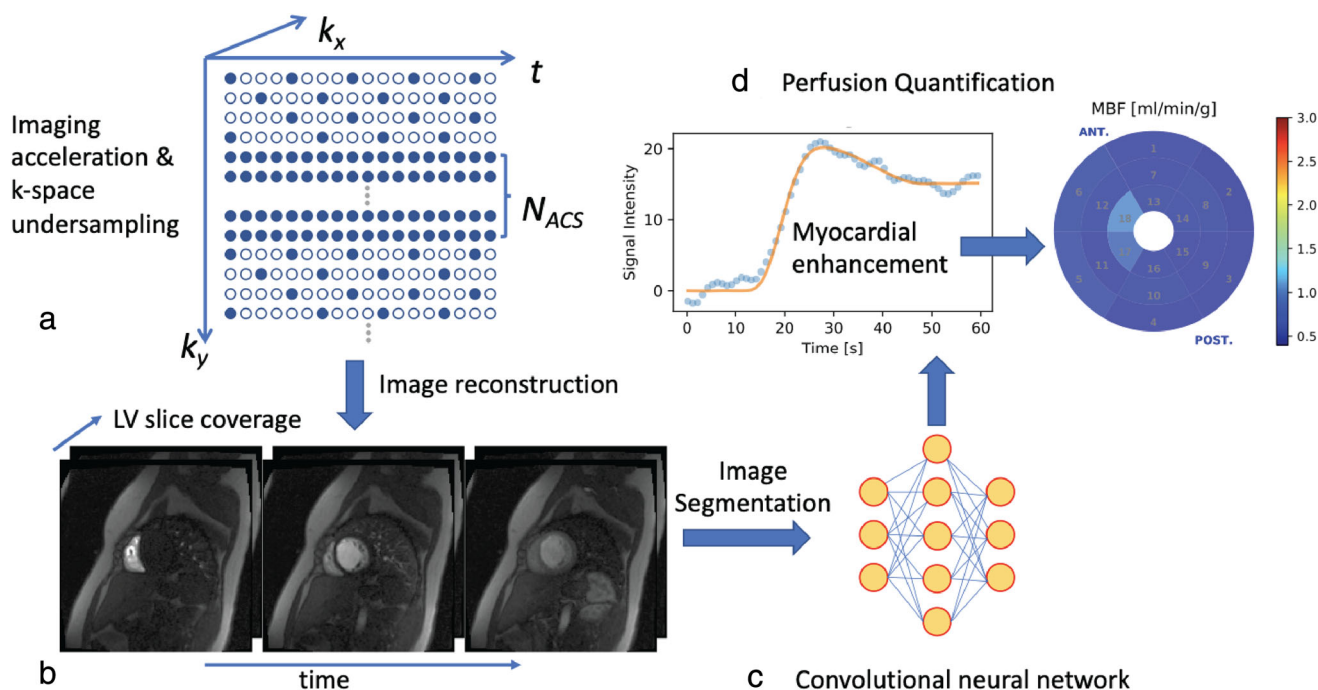 k_x
t
Imaging
acceleration &
k-space
undersampling
N_ACS
a
k_y
Image reconstruction
LV slice coverage
b
time
Image
Segmentation
c Convolutional neural network
d Perfusion Quantification
Signal Intensity
20
10
0
Myocardial
enhancement
0 10 20 30 40 50 60
Time [s]
MBF [ml/min/g]
ANT.
1
7
6 2
12 13 8
18 14
15
5 11 9 3
16
10
4
POST.
3.0
2.5
2.0
1.5
1.0
0.5